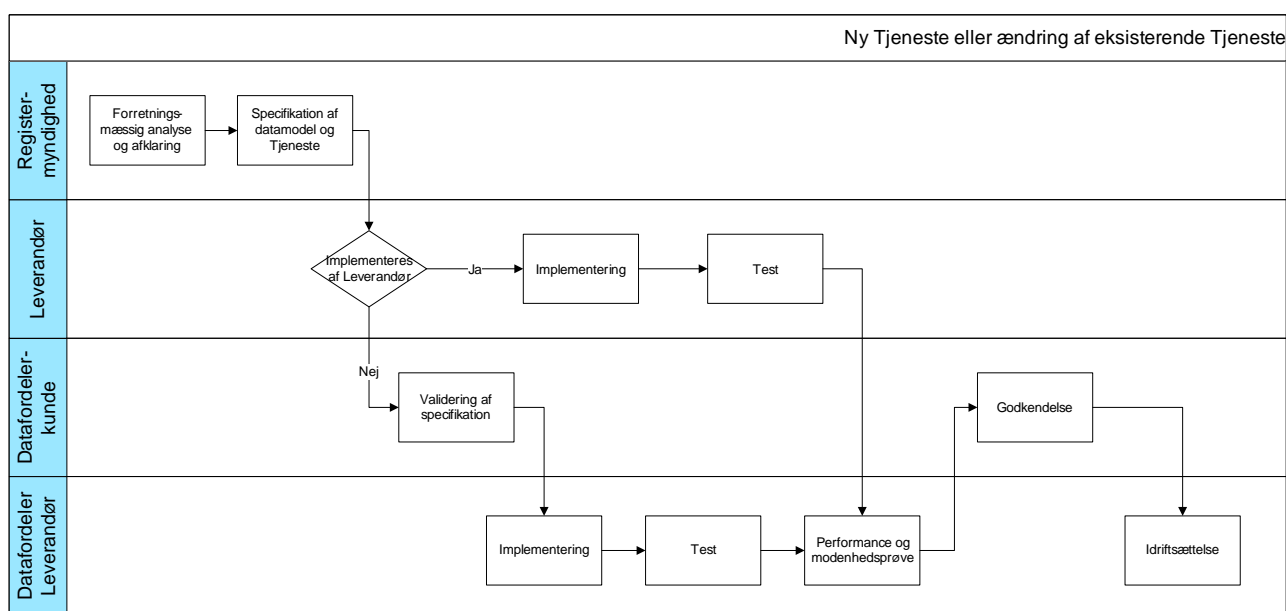 Ny Tjeneste eller ændring af eksisterende Tjeneste
Register-
myndighed
Forretnings-
mæssig analyse
og afklaring
Specifikation af
datamodel og
Tjeneste
Leverandør
Implementeres
af Leverandør
Ja
Implementering
Test
Nej
Datafordeler-
kunde
Validering af
specifikation
Godkendelse
Datafordeler
Leverandør
Implementering
Test
Performance og
modenhedsprøve
Idriftsættelse